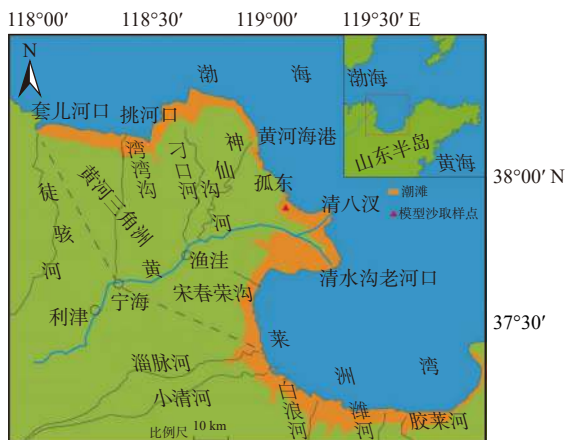 118°00′
118°30′
119°00′
119°30′ E
N
渤海
渤海
套儿河口
挑河口
黄河海港
山东半岛
黄海
38°00′ N
湾湾沟
刁口河
神仙沟
孤东
潮滩
模型沙取样点
清八汊
徒骇河
黄河三角洲
黄河
渔洼
清水沟老河口
宁海
宋春荣沟
利津
37°30′
莱洲湾
淄脉河
小清河
白浪河
潍河
胶莱河
比例尺 10 km